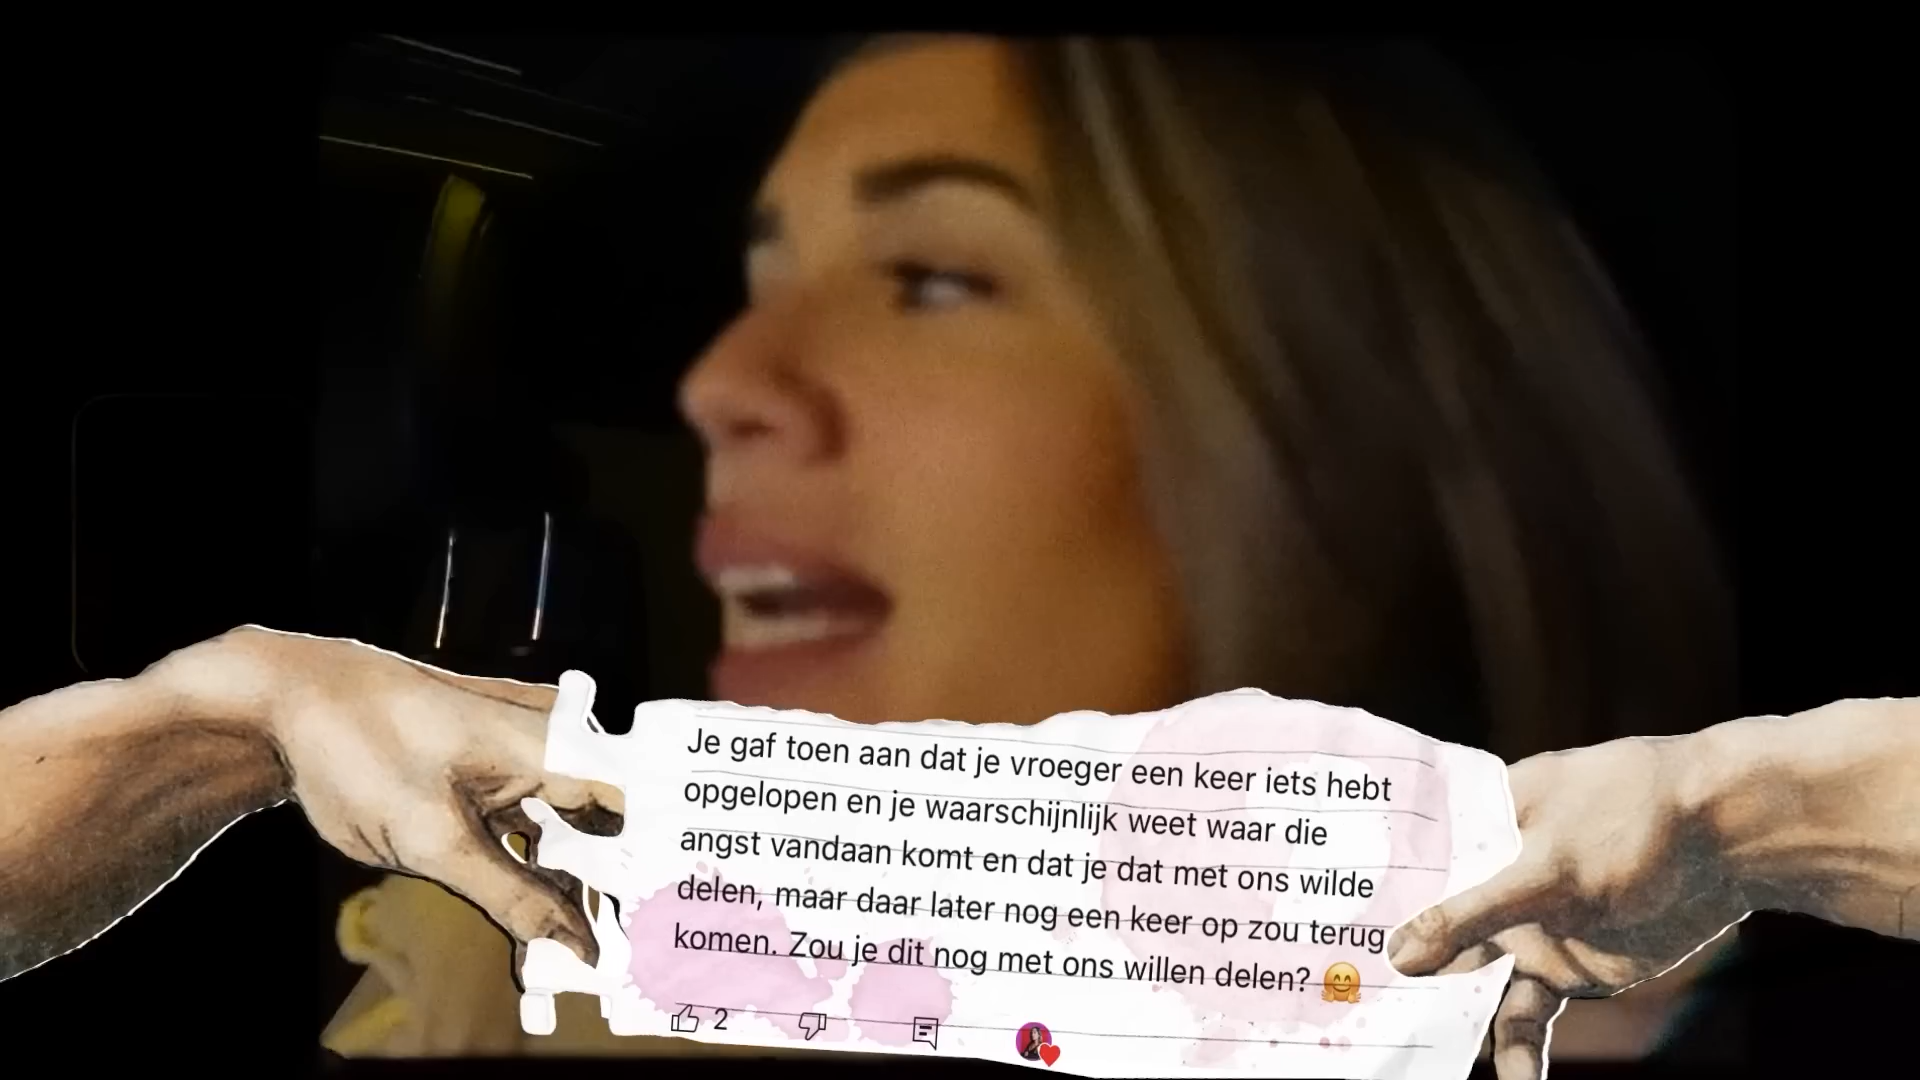 Je gaf toen aan dat je vroeger een keer iets hebt
opgelopen en je waarschijnlijk weet waar die
angst vandaan komt en dat je dat met ons wilde
delen, maar daar later nog een keer op zou terug
komen. Zou je dit nog met ons willen delen? 🤗
2